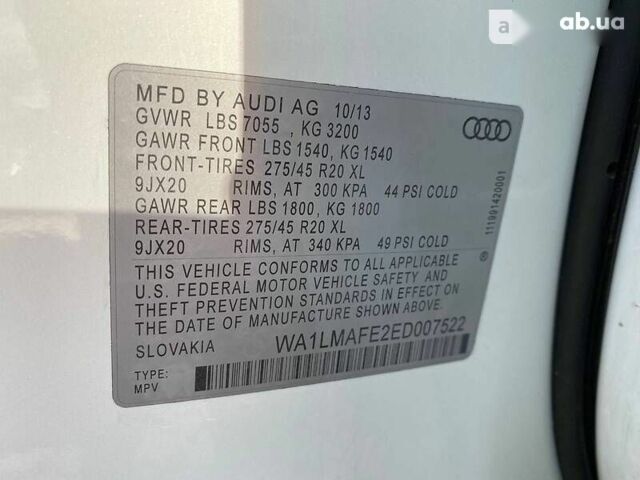 a ab.ua
MFD BY AUDI AG 10/13
GVWR LBS 7055 , KG 3200
GAWR FRONT LBS 1540, KG 1540
FRONT-TIRES 275/45 R20 XL
9JX20 RIMS, AT 300 KPA 44 PSI COLD
GAWR REAR LBS 1800, KG 1800
REAR-TIRES 275/45 R20 XL
9JX20 RIMS, AT 340 KPA 49 PSI COLD
THIS VEHICLE CONFORMS TO ALL APPLICABLE
U.S. FEDERAL MOTOR VEHICLE SAFETY AND
THEFT PREVENTION STANDARDS IN EFFECT ON
THE DATE OF MANUFACTURE SHOWN ABOVE.
SLOVAKIA WA1LMAFE2ED007522
TYPE:
MPV
111991420001
®